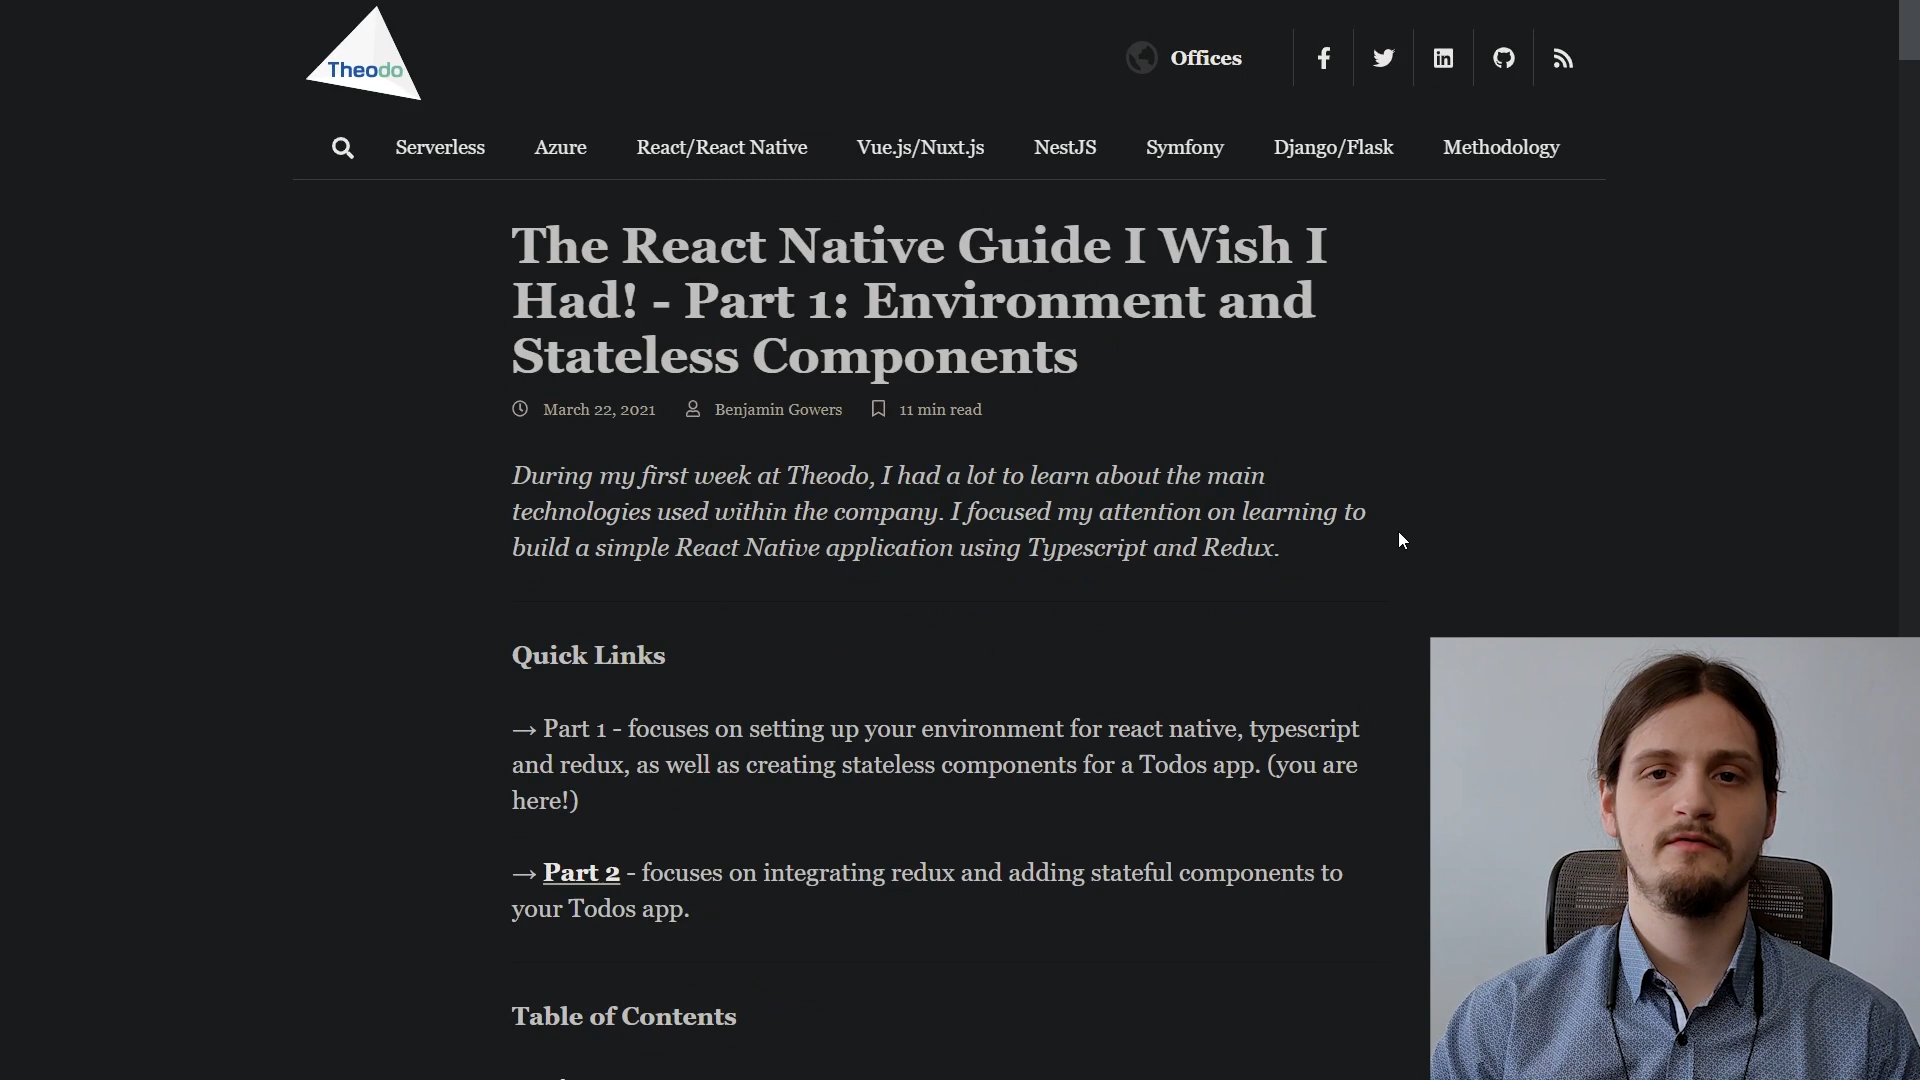 Theodo
Offices
Serverless
Azure
React/React Native
Vue.js/Nuxt.js
NestJS
Symfony
Django/Flask
Methodology
The React Native Guide I Wish I
Had! - Part 1: Environment and
Stateless Components
March 22, 2021
Benjamin Gowers
11 min read
During my first week at Theodo, I had a lot to learn about the main
technologies used within the company. I focused my attention on learning to
build a simple React Native application using Typescript and Redux.
Quick Links
→ Part 1 - focuses on setting up your environment for react native, typescript
and redux, as well as creating stateless components for a Todos app. (you are
here!)
→ Part 2 - focuses on integrating redux and adding stateful components to
your Todos app.
Table of Contents